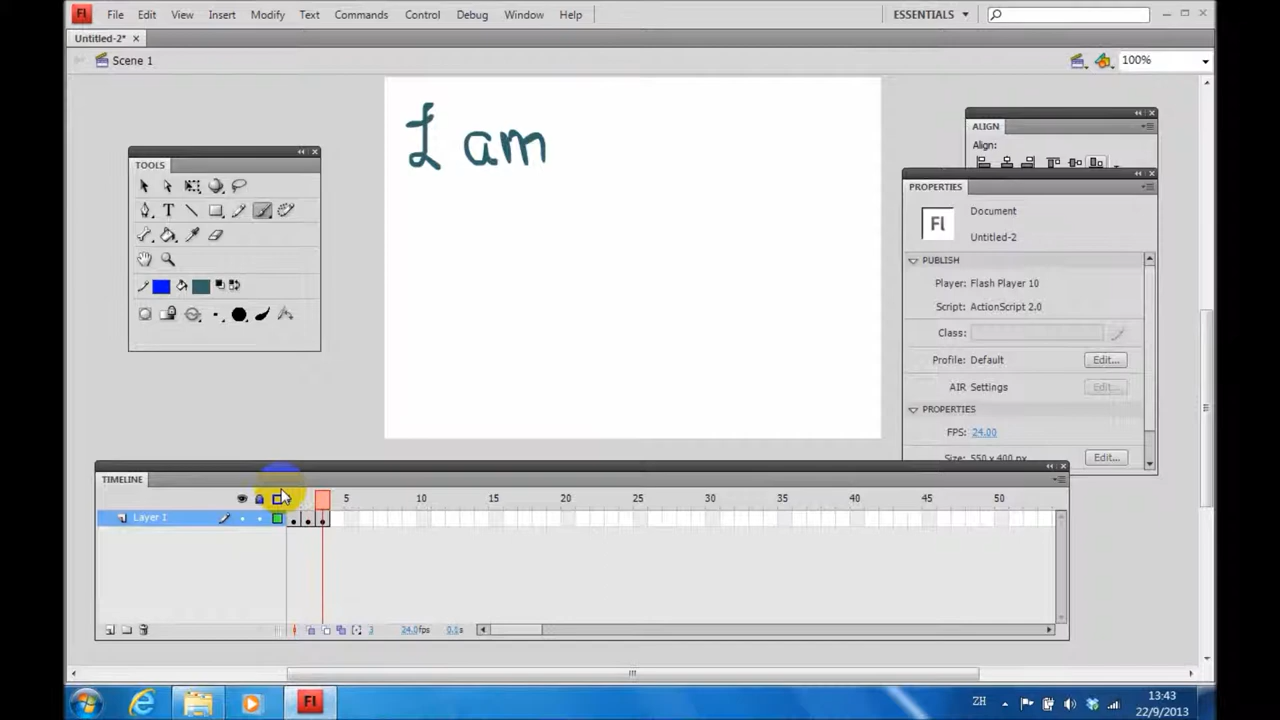 Fl File Edit View Insert Modify Text Commands Control Debug Window Help ESSENTIALS
Untitled-2*
Scene 1 100%
I am
TOOLS
ALIGN
Align:
PROPERTIES
Fl Document
Untitled-2
PUBLISH
Player: Flash Player 10
Script: ActionScript 2.0
Class:
Profile: Default Edit...
AIR Settings Edit...
PROPERTIES
FPS: 24.00
Size: 550 x 400 px Edit...
TIMELINE
5 10 15 20 25 30 35 40 45 50
Layer 1
3 24.0fps 0.1s
Fl ZH 13:43
22/9/2013